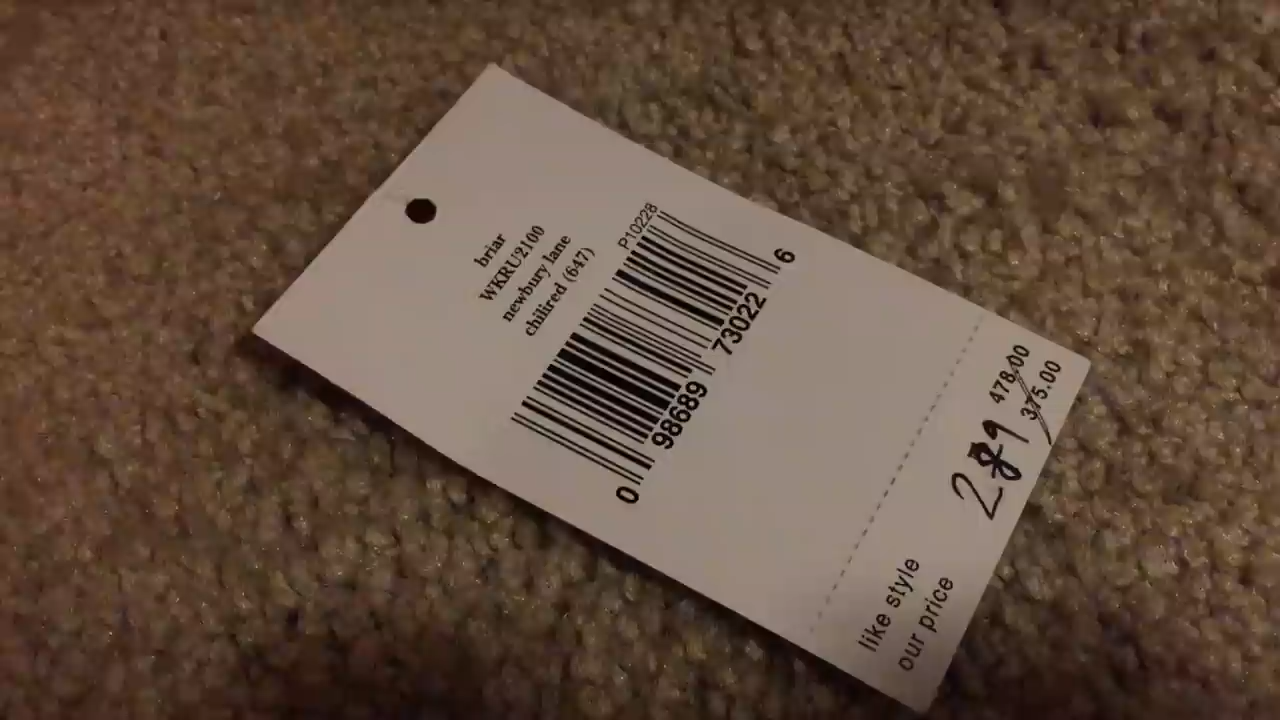 briar
WKRU2100
newbury lane
chilired (647)
P10228
0 98689 73022 6
like style 478.00
our price 375.00